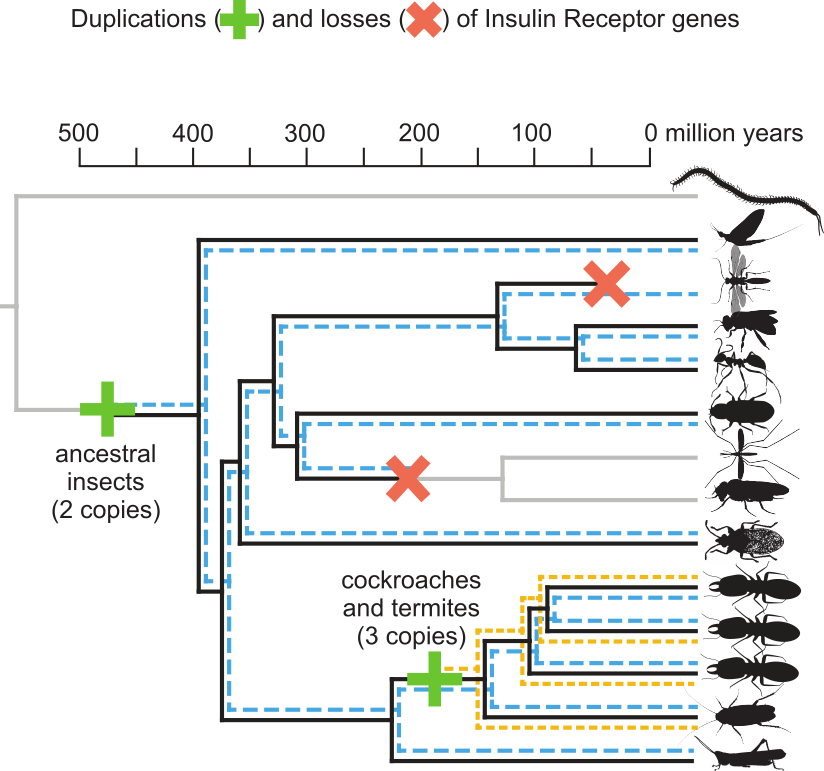 Duplications (+) and losses (×) of Insulin Receptor genes
500 400 300 200 100 0 million years
ancestral
insects
(2 copies)
cockroaches
and termites
(3 copies)